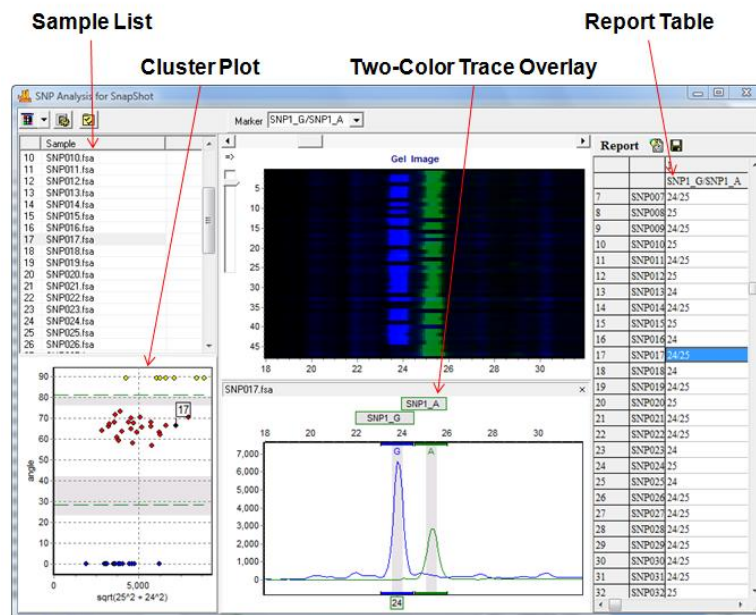 Sample List
Report Table
Cluster Plot
Two-Color Trace Overlay
SNP Analysis for SnapShot
Marker SNP1_G/SNP1_A
Sample
10 SNP010.fsa
11 SNP011.fsa
12 SNP012.fsa
13 SNP013.fsa
14 SNP014.fsa
15 SNP015.fsa
16 SNP016.fsa
17 SNP017.fsa
18 SNP018.fsa
19 SNP019.fsa
20 SNP020.fsa
21 SNP021.fsa
22 SNP022.fsa
23 SNP023.fsa
24 SNP024.fsa
25 SNP025.fsa
26 SNP026.fsa
Gel Image
5
10
15
20
25
30
35
40
45
18 20 22 24 26 28 30
Report
SNP1_G/SNP1_A
7 SNP007 24/25
8 SNP008 25
9 SNP009 24/25
10 SNP010 25
11 SNP011 24/25
12 SNP012 25
13 SNP013 24
14 SNP014 24/25
15 SNP015 25
16 SNP016 24
17 SNP017 24/25
18 SNP018 24
19 SNP019 24/25
20 SNP020 25
21 SNP021 24/25
22 SNP022 24/25
23 SNP023 24
24 SNP024 25
25 SNP025 24
26 SNP026 24/25
27 SNP027 24/25
28 SNP028 24/25
29 SNP029 24/25
30 SNP030 24/25
31 SNP031 24/25
32 SNP032 25
90
80
70
60
50
40
30
20
10
0
17
angle
0 5,000
sqrt(25^2 + 24^2)
SNP017.fsa
SNP1_A
SNP1_G
18 20 22 24 26 28 30
G A
7,000
6,000
5,000
4,000
3,000
2,000
1,000
0
24